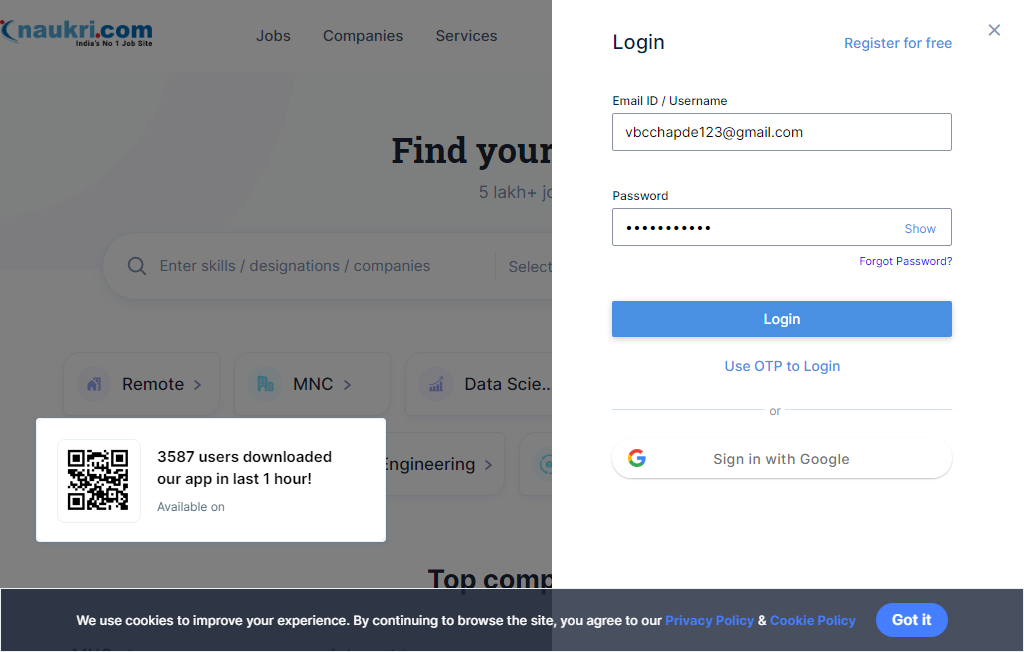 naukri.com
India's No 1 Job Site
Jobs
Companies
Services
Find your
5 lakh+
Enter skills / designations / companies
Select
Remote
MNC
Data Scie..
Engineering
3587 users downloaded
our app in last 1 hour!
Available on
Top comp
Login
Register for free
Email ID / Username
vbcchapde123@gmail.com
Password
•••••••••••
Show
Forgot Password?
Login
Use OTP to Login
or
Sign in with Google
We use cookies to improve your experience. By continuing to browse the site, you agree to our Privacy Policy & Cookie Policy
Got it